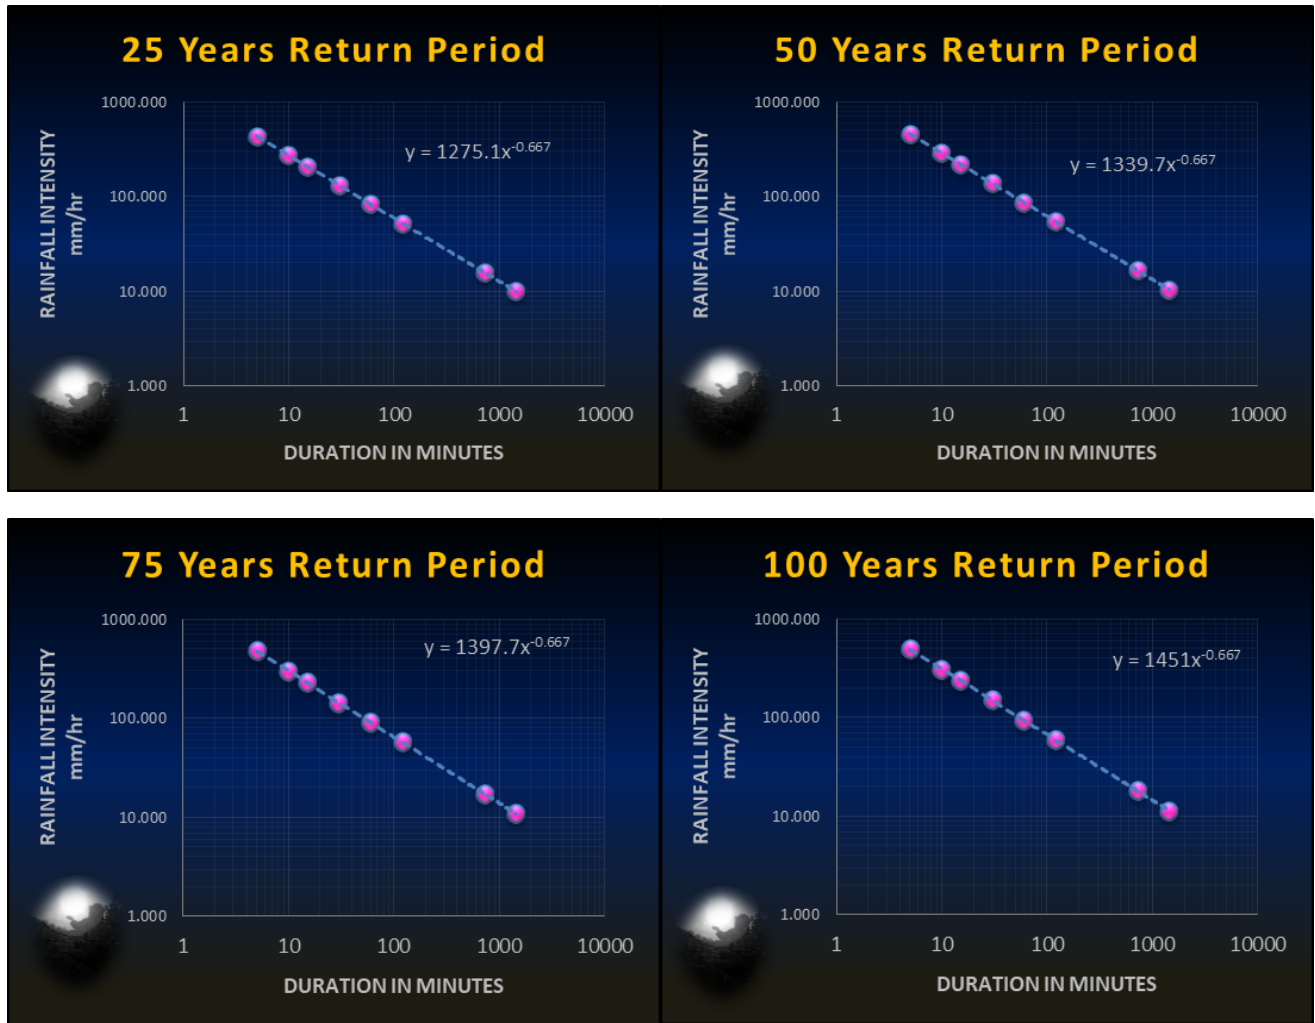 25 Years Return Period
RAINFALL INTENSITY
mm/hr
1000.000
100.000
10.000
1.000
y = 1275.1x^-0.667
1 10 100 1000 10000
DURATION IN MINUTES
50 Years Return Period
RAINFALL INTENSITY
mm/hr
1000.000
100.000
10.000
1.000
y = 1339.7x^-0.667
1 10 100 1000 10000
DURATION IN MINUTES
75 Years Return Period
RAINFALL INTENSITY
mm/hr
1000.000
100.000
10.000
1.000
y = 1397.7x^-0.667
1 10 100 1000 10000
DURATION IN MINUTES
100 Years Return Period
RAINFALL INTENSITY
mm/hr
1000.000
100.000
10.000
1.000
y = 1451x^-0.667
1 10 100 1000 10000
DURATION IN MINUTES